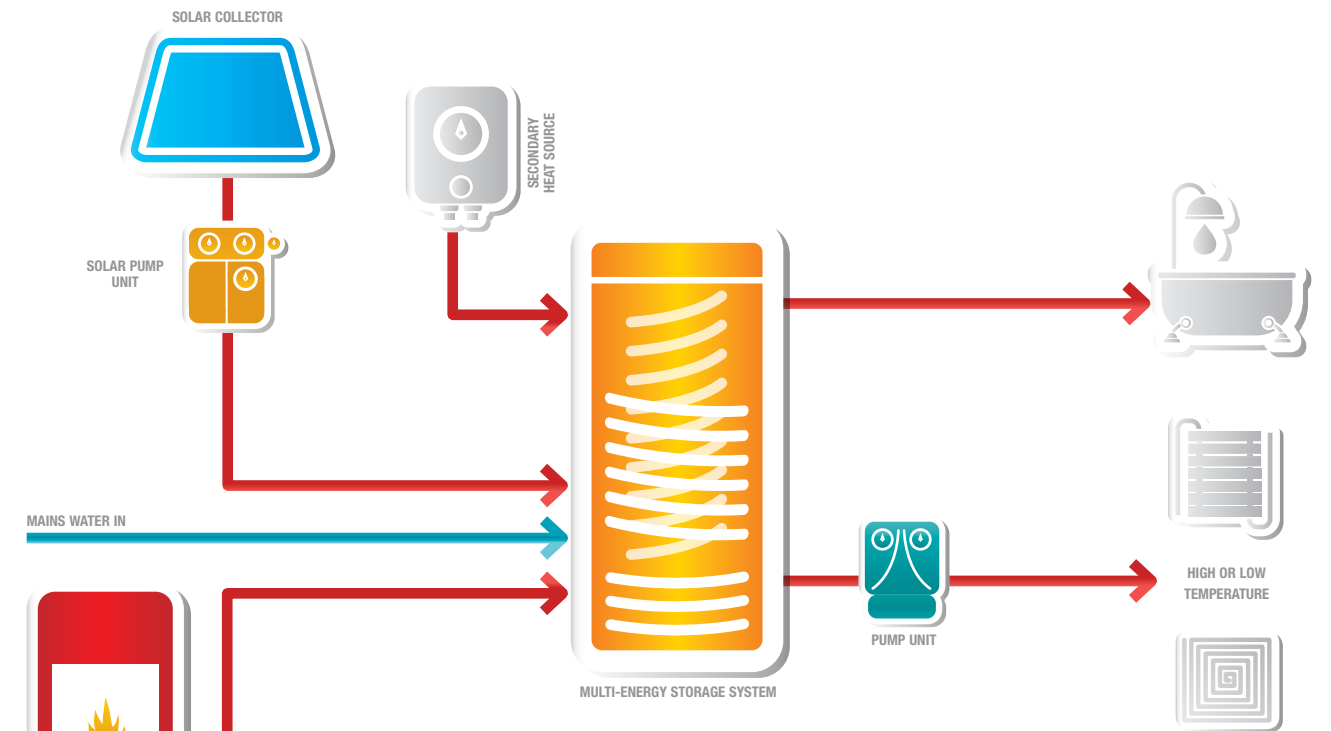 SOLAR COLLECTOR
SECONDARY
HEAT SOURCE
SOLAR PUMP
UNIT
MAINS WATER IN
HIGH OR LOW
TEMPERATURE
PUMP UNIT
MULTI-ENERGY STORAGE SYSTEM